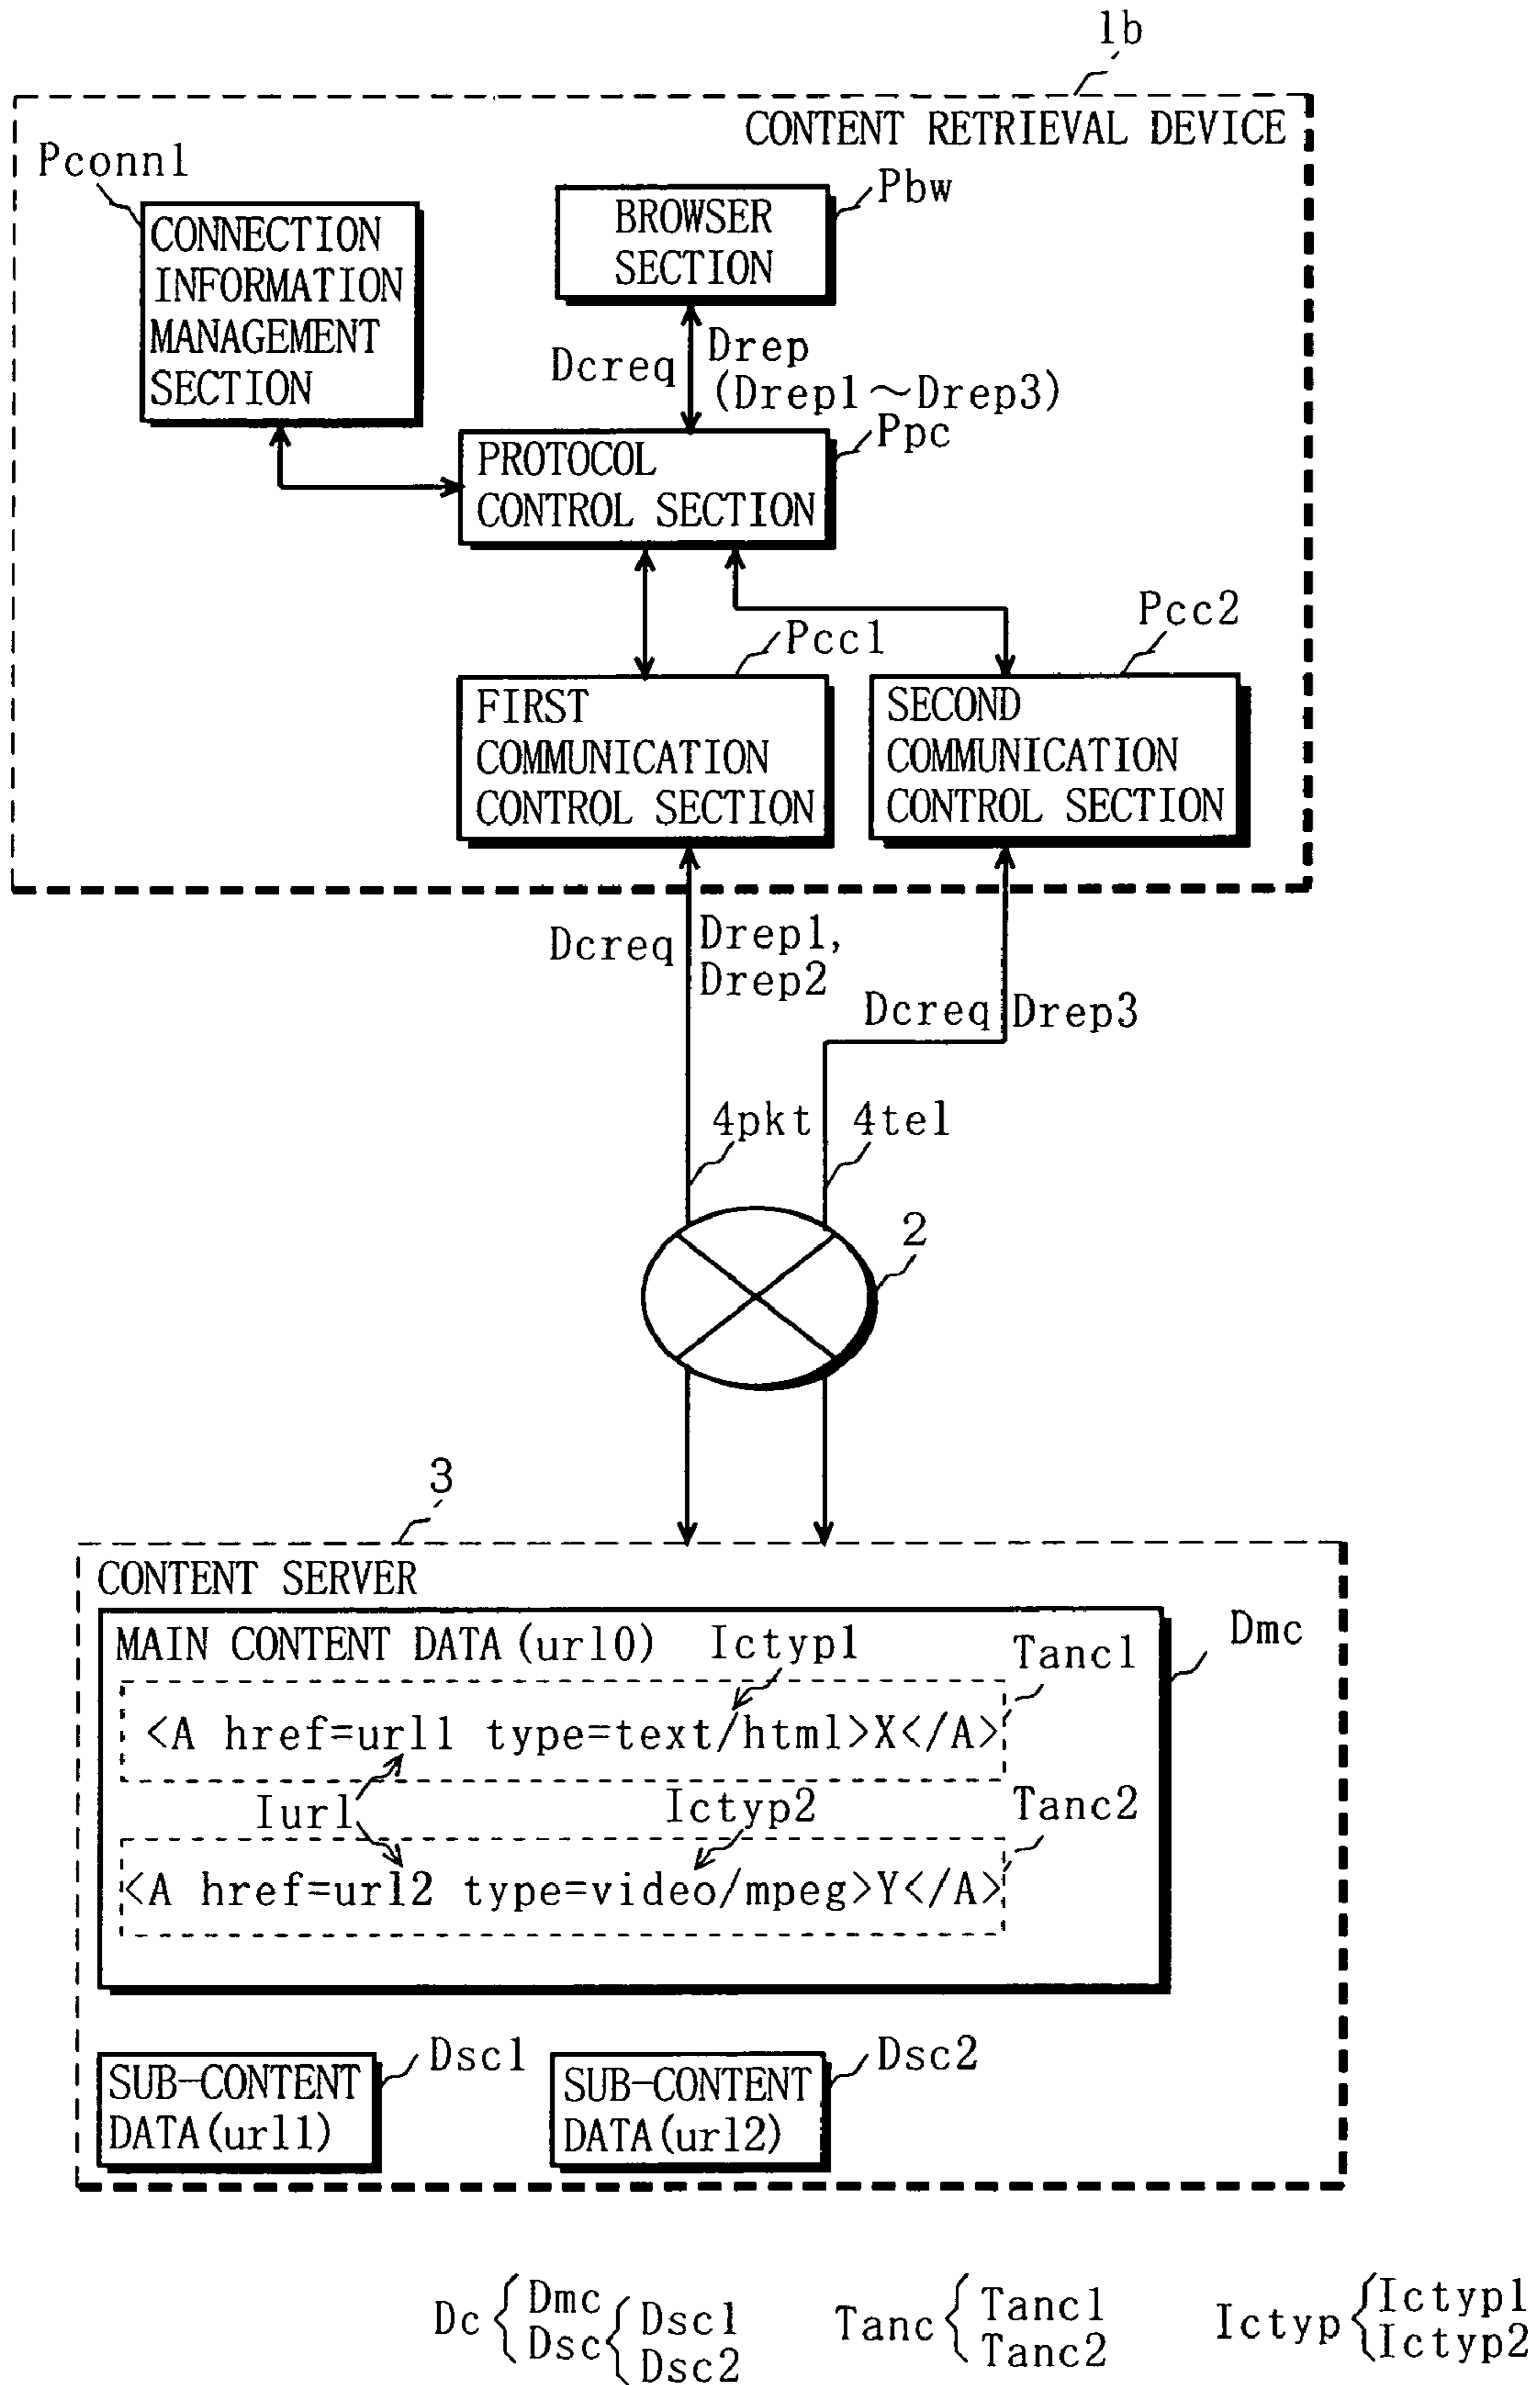 1b
CONTENT RETRIEVAL DEVICE
Pconn1
Pbw
CONNECTION
INFORMATION
MANAGEMENT
SECTION
BROWSER
SECTION
Dcreq
Drep
(Drep1~Drep3)
Ppc
PROTOCOL
CONTROL SECTION
Pcc1
Pcc2
FIRST
COMMUNICATION
CONTROL SECTION
SECOND
COMMUNICATION
CONTROL SECTION
Dcreq
Drep1,
Drep2
Dcreq
Drep3
4pkt
4tel
2
3
CONTENT SERVER
MAIN CONTENT DATA(url0)
Ictyp1
Tanc1
Dmc
<A href=url1 type=text/html>X</A>
Iurl
Ictyp2
Tanc2
<A href=url2 type=video/mpeg>Y</A>
Dsc1
Dsc2
SUB-CONTENT
DATA(url1)
SUB-CONTENT
DATA(url2)
Dc { Dmc
Dsc { Dsc1
Dsc2
Tanc { Tanc1
Tanc2
Ictyp { Ictyp1
Ictyp2